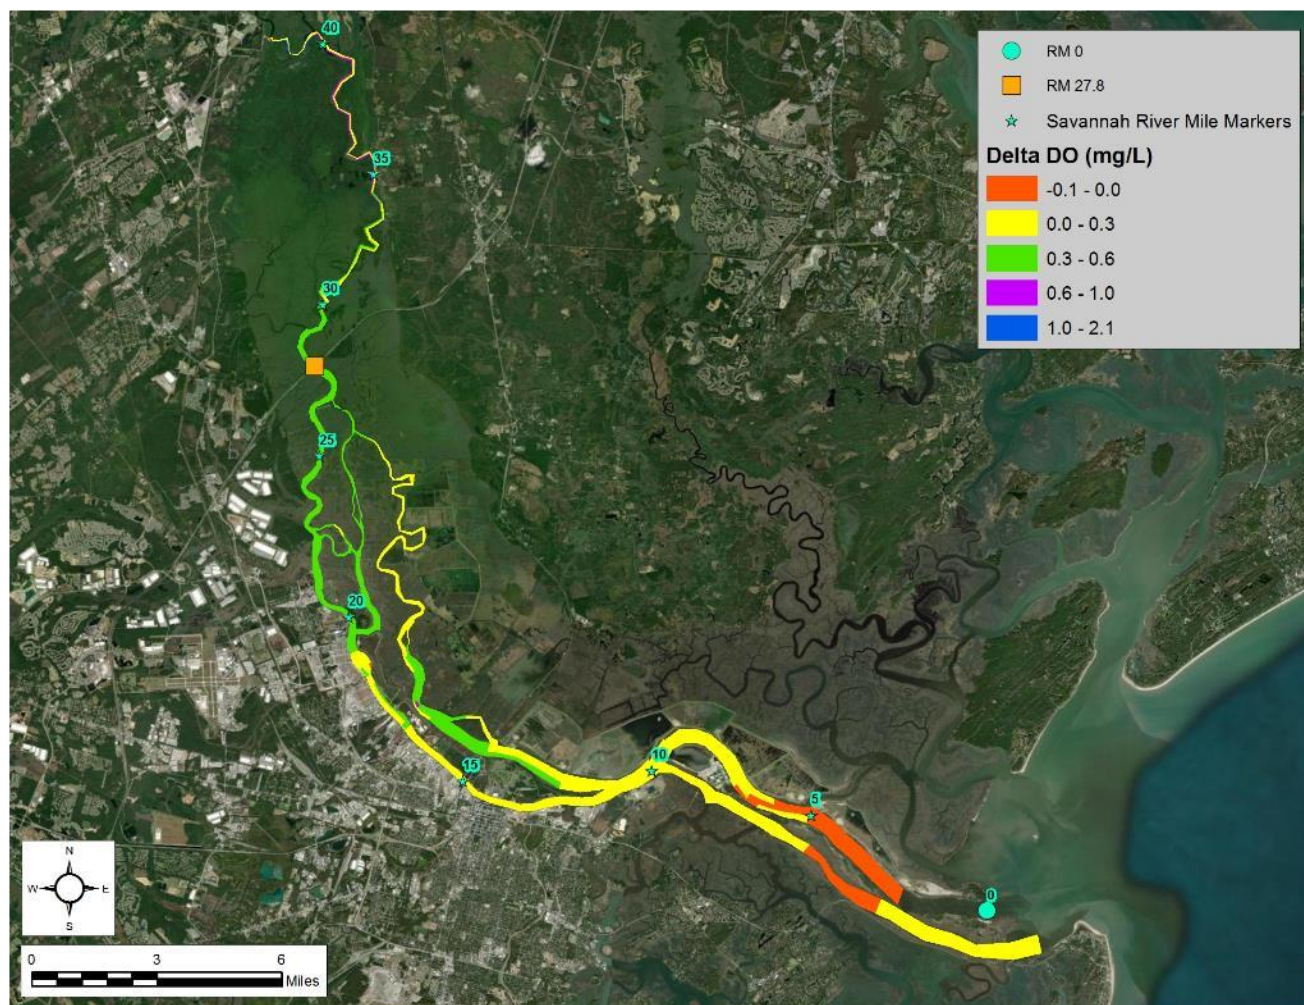 40
RM 0
RM 27.8
Savannah River Mile Markers
Delta DO (mg/L)
-0.1 - 0.0
0.0 - 0.3
0.3 - 0.6
0.6 - 1.0
1.0 - 2.1
35
30
25
20
15
10
5
0
N
W
E
S
0
3
6
Miles